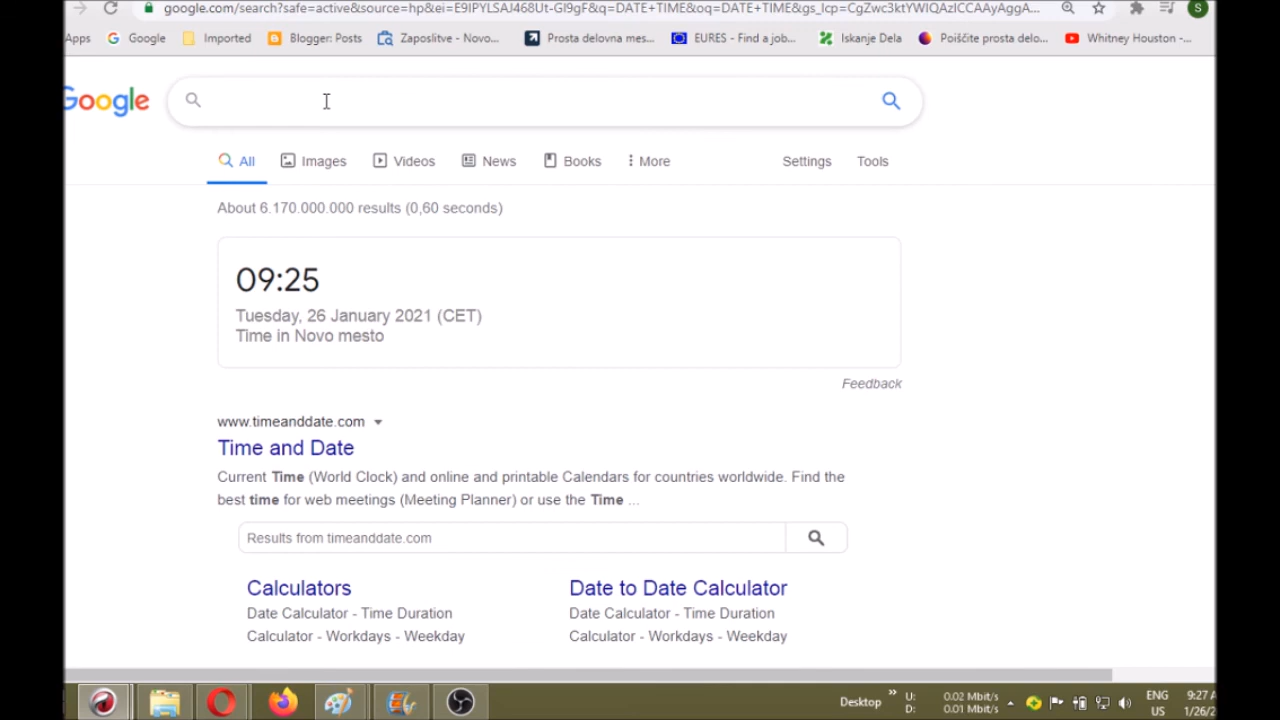 google.com/search?safe=active&source=hp&ei=E9IPYLSAJ468Ut-GI9gF&q=DATE+TIME&oq=DATE+TIME&gs_lcp=CgZwc3ktYWIQAzICCAAyAggA...
Apps Google Imported Blogger: Posts Zaposlitve - Novo... Prosta delovna mes... EURES - Find a job... Iskanje Dela Poiščite prosta delo... Whitney Houston -...
S
Google
All Images Videos News Books More Settings Tools
About 6.170.000.000 results (0,60 seconds)
09:25
Tuesday, 26 January 2021 (CET)
Time in Novo mesto
Feedback
www.timeanddate.com
Time and Date
Current Time (World Clock) and online and printable Calendars for countries worldwide. Find the
best time for web meetings (Meeting Planner) or use the Time ...
Results from timeanddate.com
Calculators
Date Calculator - Time Duration
Calculator - Workdays - Weekday
Date to Date Calculator
Date Calculator - Time Duration
Calculator - Workdays - Weekday
Desktop » U: 0.02 Mbit/s
D: 0.01 Mbit/s
ENG
US
9:27
1/26/2